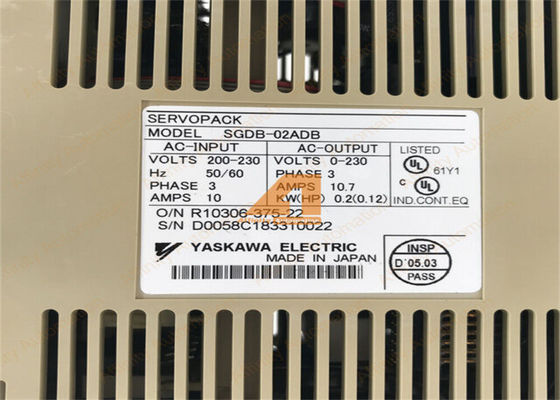 SERVOPACK
MODEL SGDB-02ADB
AC-INPUT AC-OUTPUT LISTED
VOLTS 200-230 VOLTS 0-230 UL 61Y1
Hz 50/60 PHASE 3
PHASE 3 AMPS 10.7 C UL
AMPS 10 KW(HP) 0.2(0.12) IND.CONT.EQ
O/N R10306-375-22
S/N D0058C183310022
YASKAWA ELECTRIC
MADE IN JAPAN
INSP
D'05.03
PASS